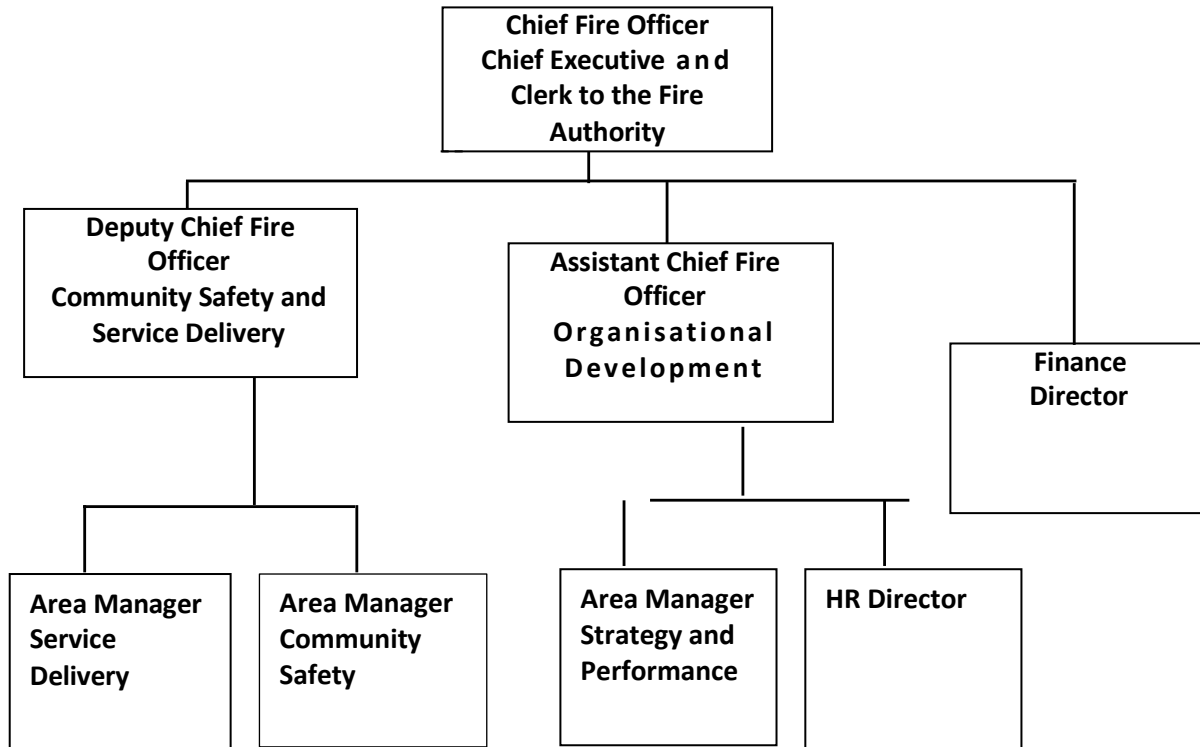 Chief Fire Officer
Chief Executive and
Clerk to the Fire
Authority
Deputy Chief Fire
Officer
Community Safety and
Service Delivery
Assistant Chief Fire
Officer
Organisational
Development
Finance
Director
Area Manager
Service
Delivery
Area Manager
Community
Safety
Area Manager
Strategy and
Performance
HR Director